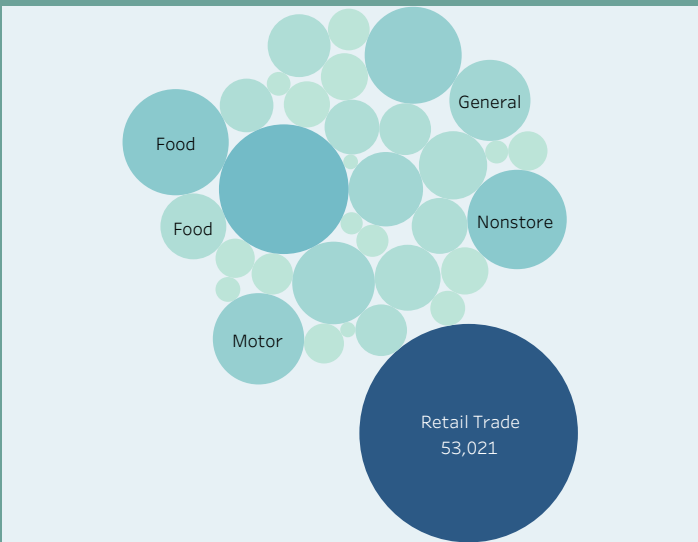 General
Food
Nonstore
Food
Motor
Retail Trade
53,021